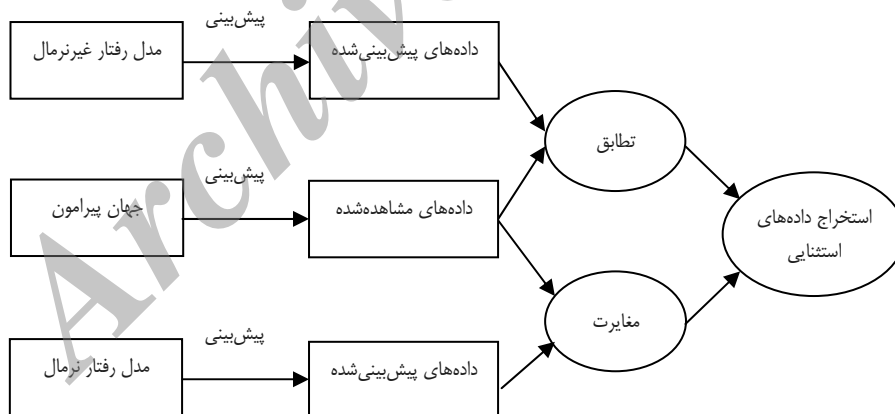 پیش‌بینی
مدل رفتار غیرنرمال
داده‌های پیش‌بینی‌شده
تطابق
پیش‌بینی
جهان پیرامون
داده‌های مشاهده‌شده
استخراج داده‌های
استثنایی
مغایرت
پیش‌بینی
مدل رفتار نرمال
داده‌های پیش‌بینی‌شده
Archive